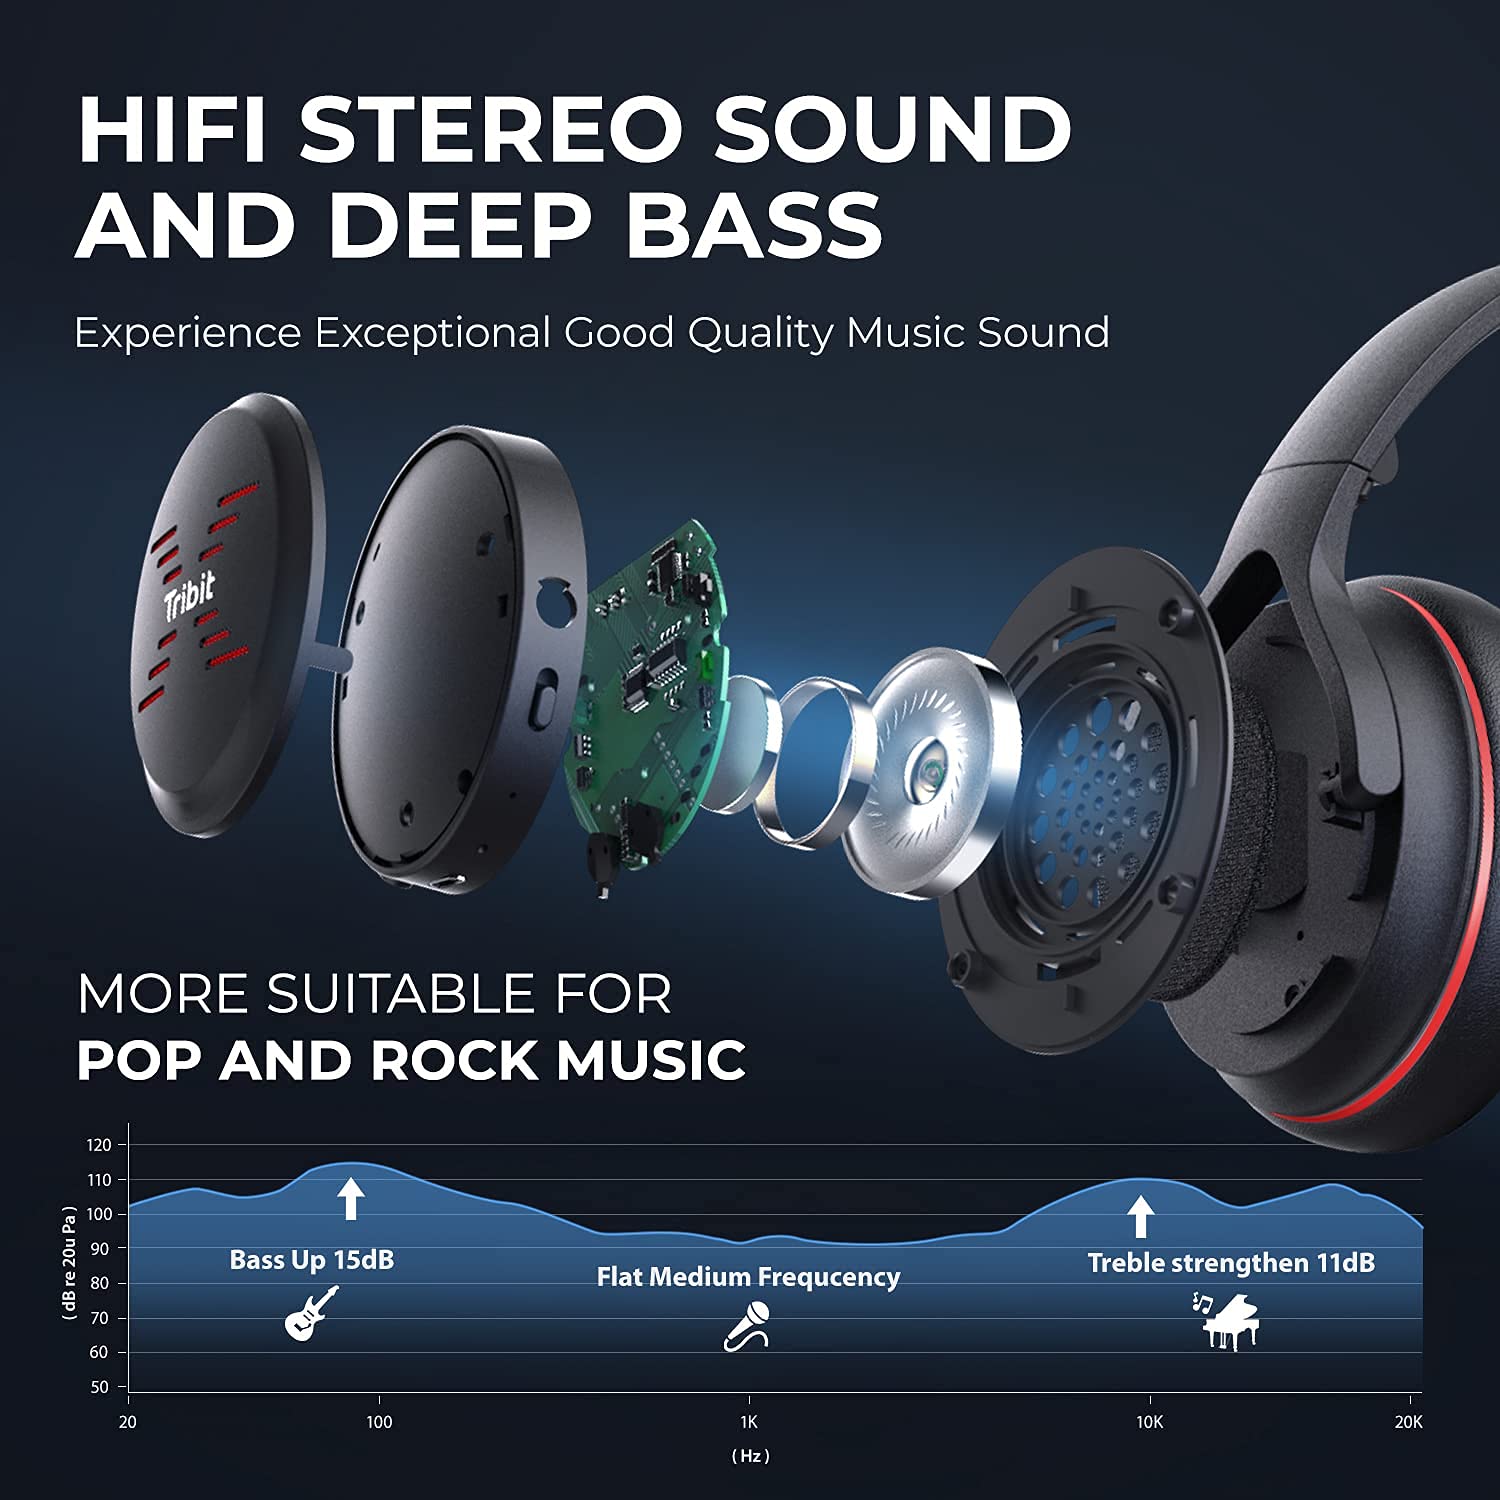 HIFI STEREO SOUND
AND DEEP BASS
Experience Exceptional Good Quality Music Sound
Tribit
MORE SUITABLE FOR
POP AND ROCK MUSIC
( dB re 20u Pa )
120
110
100
90
80
70
60
50
Bass Up 15dB
Flat Medium Frequcency
Treble strengthen 11dB
20
100
1K
10K
20K
( Hz )